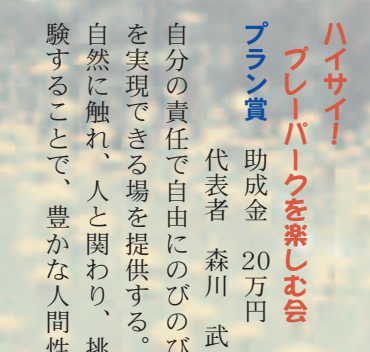 ハイサイ!
プレーパークを楽しむ会
プラン賞 助成金 20万円
代表者 森川 武
自分の責任で自由にのびのび
を実現できる場を提供する。
自然に触れ、人と関わり、挑
験することで、豊かな人間性